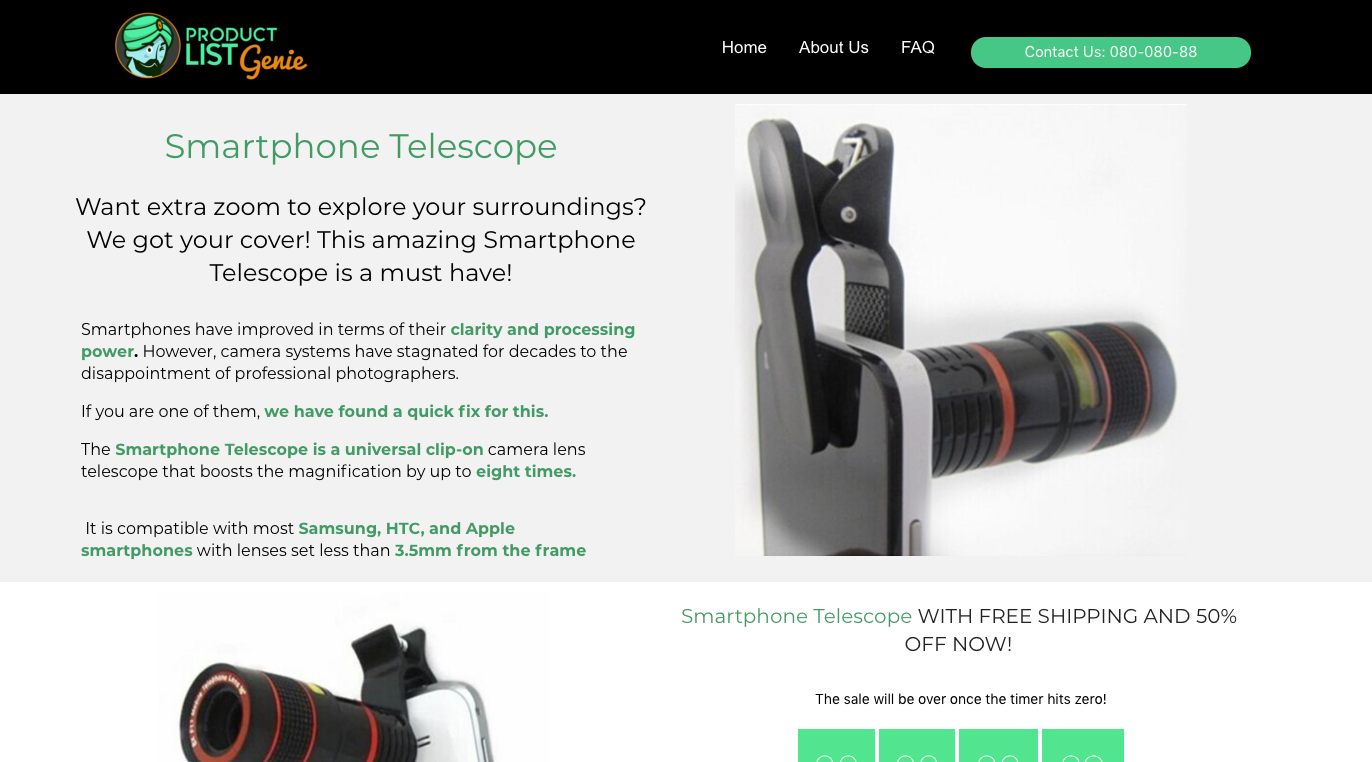 PRODUCT
LIST Genie
Home About Us FAQ Contact Us: 080-080-88
Smartphone Telescope
Want extra zoom to explore your surroundings?
We got your cover! This amazing Smartphone
Telescope is a must have!
Smartphones have improved in terms of their clarity and processing
power. However, camera systems have stagnated for decades to the
disappointment of professional photographers.
If you are one of them, we have found a quick fix for this.
The Smartphone Telescope is a universal clip-on camera lens
telescope that boosts the magnification by up to eight times.
It is compatible with most Samsung, HTC, and Apple
smartphones with lenses set less than 3.5mm from the frame
Smartphone Telescope WITH FREE SHIPPING AND 50%
OFF NOW!
The sale will be over once the timer hits zero!